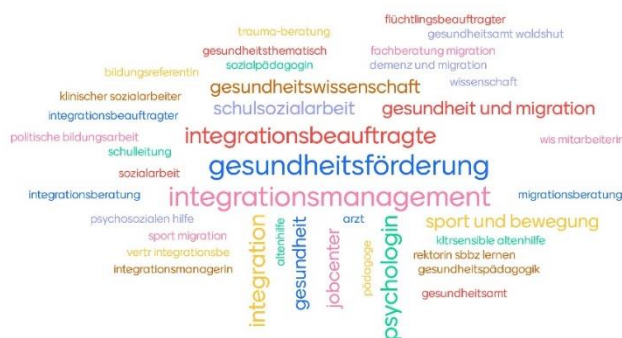 flüchtlingsbeauftragter
trauma-beratung
gesundheitsamt waldshut
gesundheitsthematisch
fachberatung migration
sozialpädagogin
demenz und migration
bildungsreferentin
gesundheitswissenschaft
wissenschaft
klinischer sozialarbeiter
schulsozialarbeit
gesundheit und migration
integrationsbeauftragter
politische bildungsarbeit
integrationsbeauftragte
wis mitarbeiterin
schulleitung
gesundheitsförderung
sozialarbeit
integrationsberatung
integrationsmanagement
migrationsberatung
psychosozialen hilfe
integration
altenhilfe
gesundheit
jobcenter
arzt
pädagoge
psychologin
sport und bewegung
sport migration
kltrsensible altenhilfe
vertr integrationsbe
rektorin sbbz lernen
integrationsmanagerin
gesundheitspädagogik
gesundheitsamt